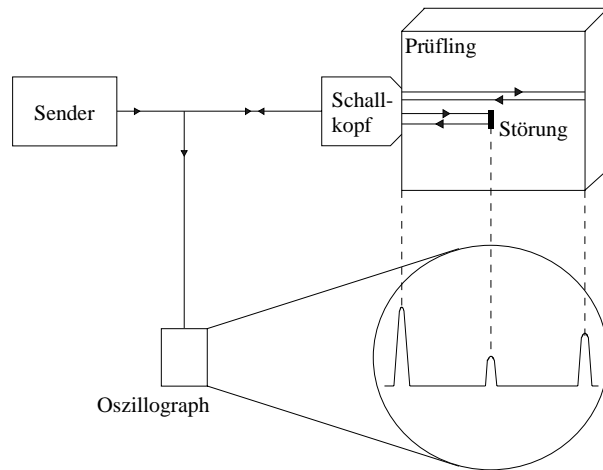 Prüfling
Sender
Schall-
kopf
Störung
Oszillograph